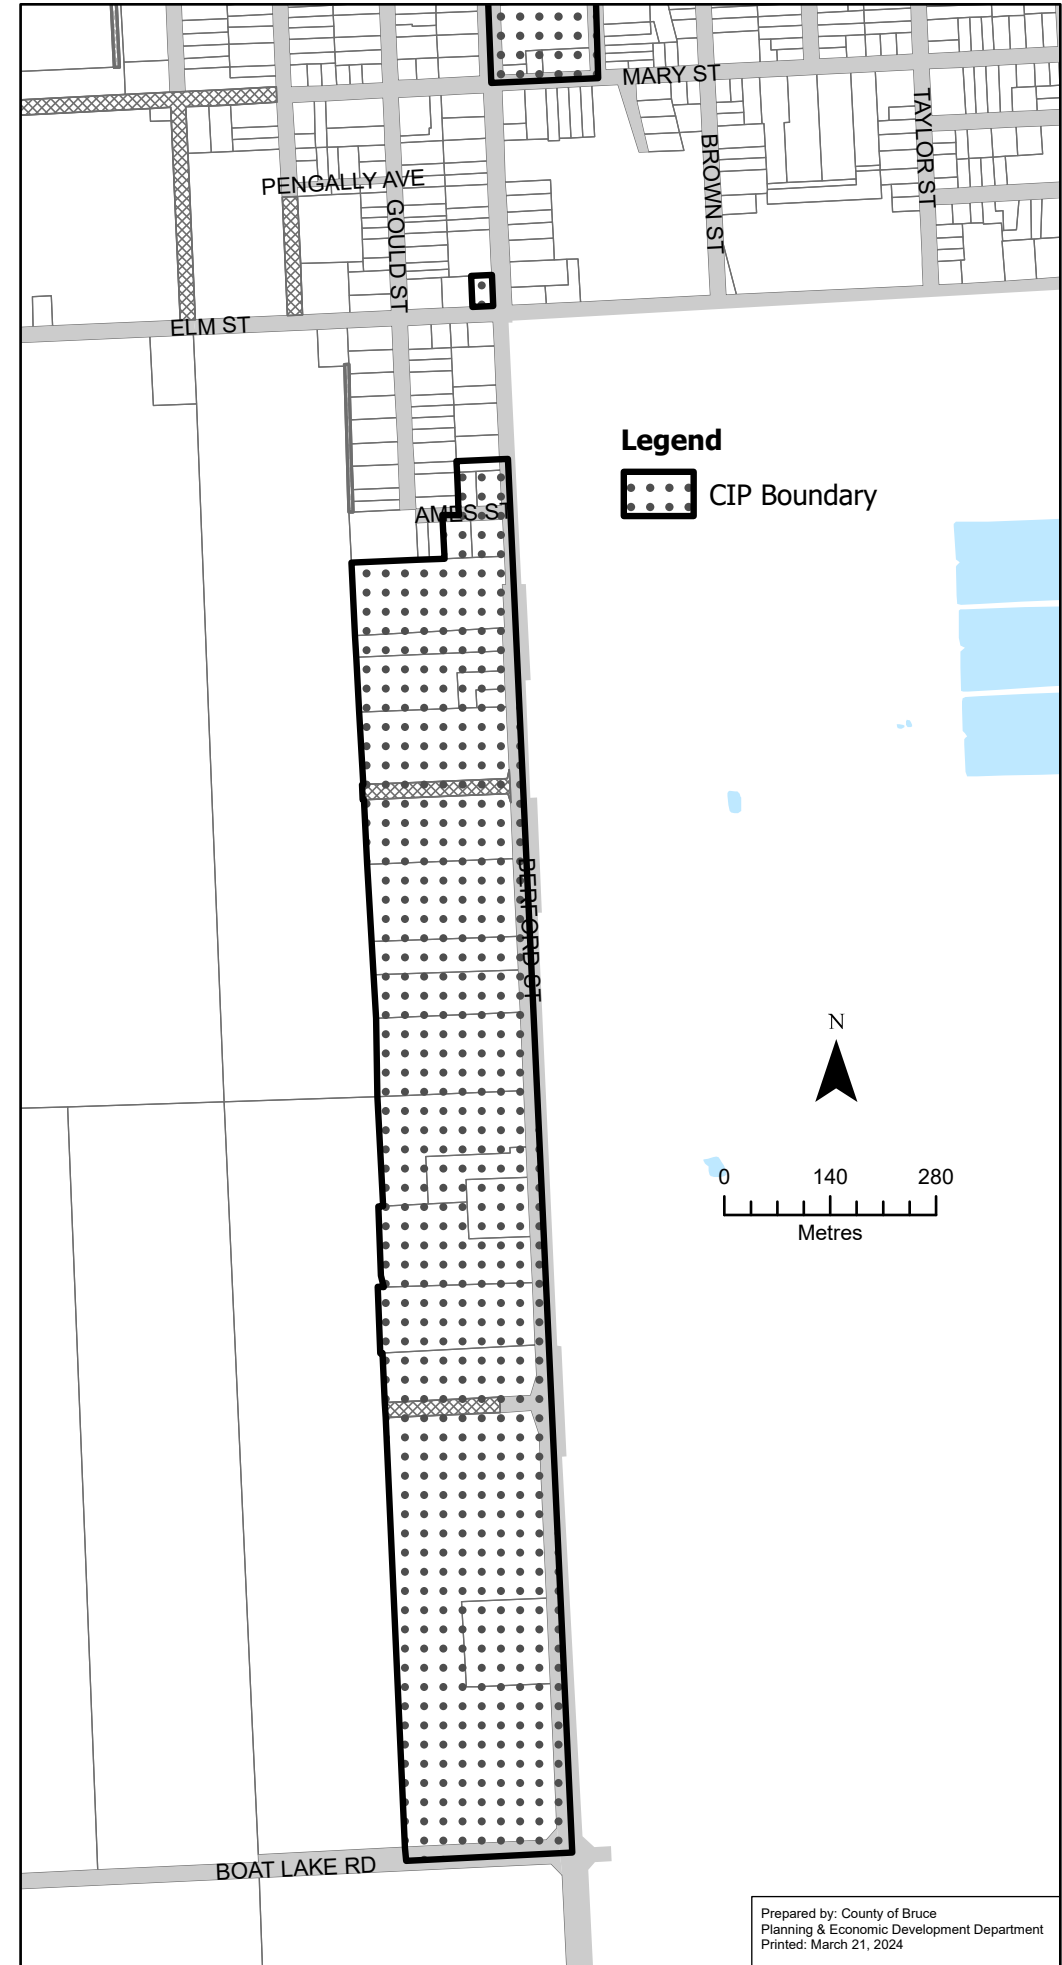 MARY ST
TAYLOR ST
BROWN ST
PENGALLY AVE
GOULD ST
ELM ST
Legend
CIP Boundary
AMES ST
BERFORD ST
N
0 140 280
Metres
BOAT LAKE RD
Prepared by: County of Bruce
Planning & Economic Development Department
Printed: March 21, 2024